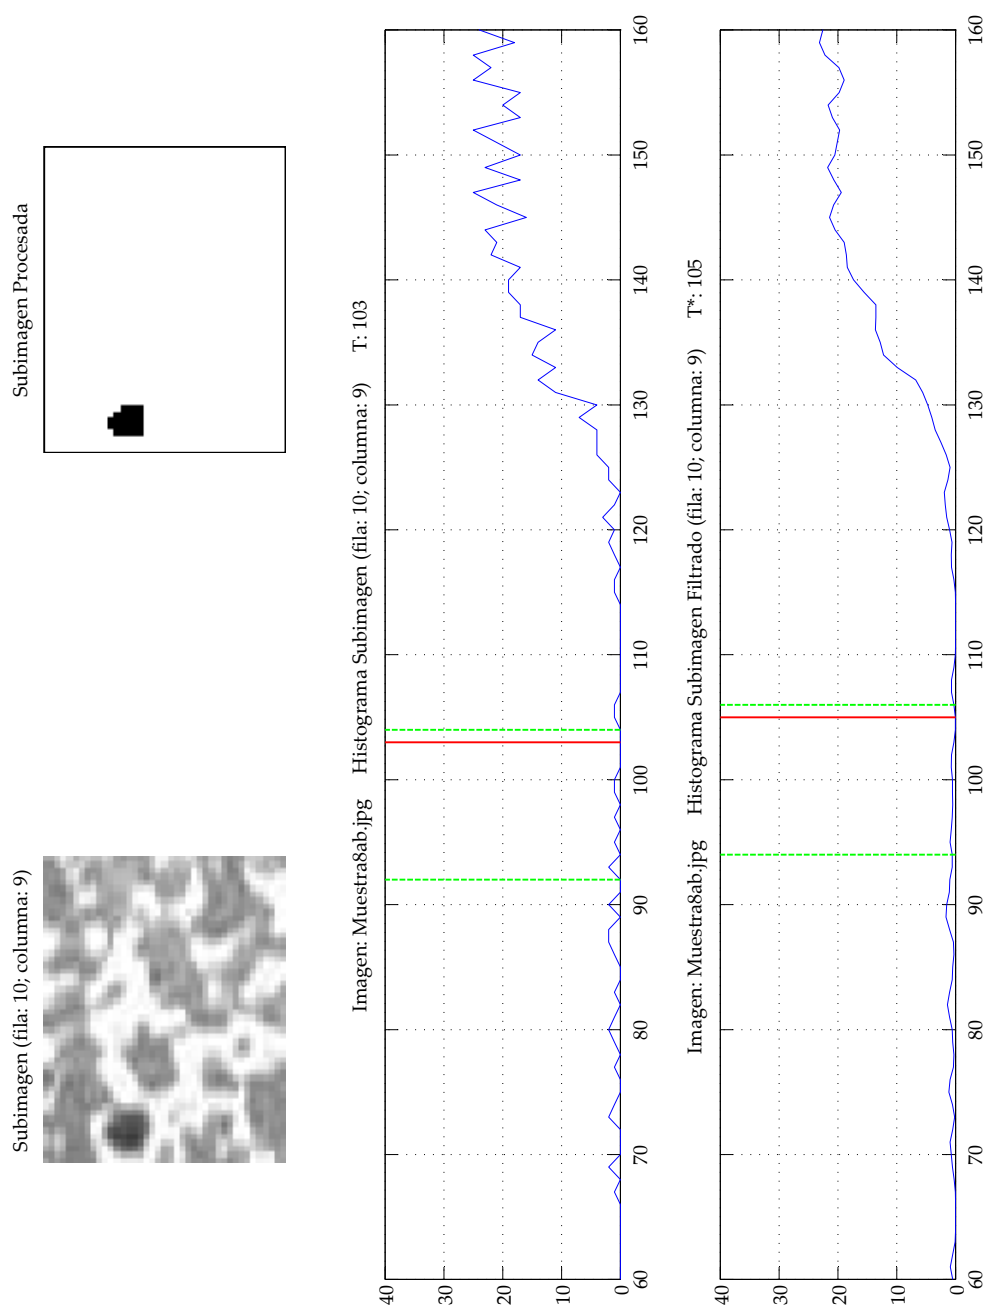 Subimagen (fila: 10; columna: 9)
Subimagen Procesada
Imagen: Muestra8ab.jpg Histograma Subimagen (fila: 10; columna: 9) T: 103
40
30
20
10
0
60 70 80 90 100 110 120 130 140 150 160
Imagen: Muestra8ab.jpg Histograma Subimagen Filtrado (fila: 10; columna: 9) T*: 105
40
30
20
10
0
60 70 80 90 100 110 120 130 140 150 160